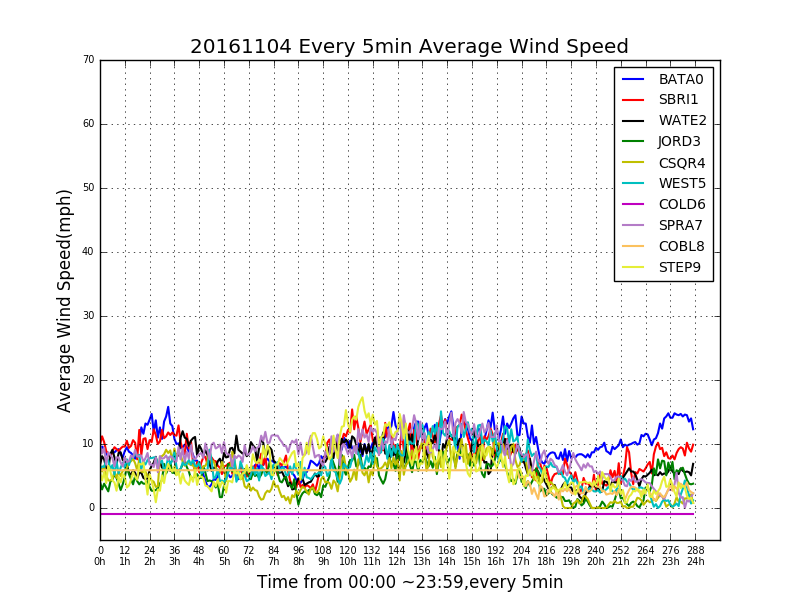 20161104 Every 5min Average Wind Speed
70
60
50
40
30
20
10
0
Average Wind Speed(mph)
BATA0
SBRI1
WATE2
JORD3
CSQR4
WEST5
COLD6
SPRA7
COBL8
STEP9
0 12 24 36 48 60 72 84 96 108 120 132 144 156 168 180 192 204 216 228 240 252 264 276 288
0h 1h 2h 3h 4h 5h 6h 7h 8h 9h 10h 11h 12h 13h 14h 15h 16h 17h 18h 19h 20h 21h 22h 23h 24h
Time from 00:00 ~23:59,every 5min